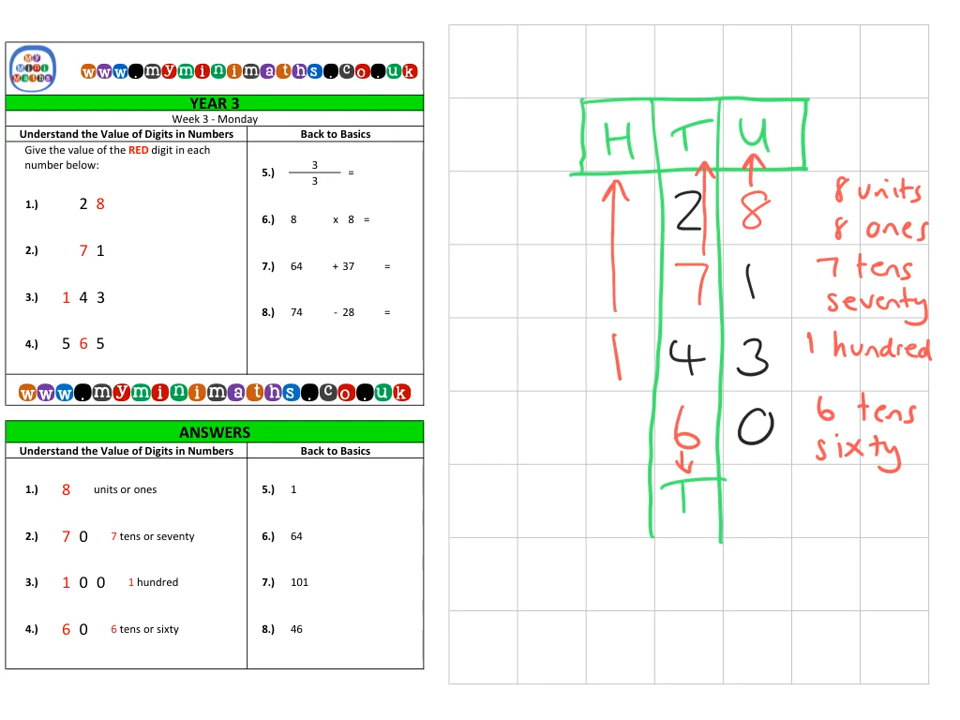 My
Mini
Maths
www.myminimaths.co.uk
YEAR 3
Week 3 - Monday
Understand the Value of Digits in Numbers
Back to Basics
Give the value of the RED digit in each
number below:
1.) 2 8
2.) 7 1
3.) 1 4 3
4.) 5 6 5
5.) 3
3 =
6.) 8 x 8 =
7.) 64 + 37 =
8.) 74 - 28 =
www.myminimaths.co.uk
ANSWERS
Understand the Value of Digits in Numbers
Back to Basics
1.) 8 units or ones
2.) 7 0 7 tens or seventy
3.) 1 0 0 1 hundred
4.) 6 0 6 tens or sixty
5.) 1
6.) 64
7.) 101
8.) 46
H T U
2 8 8 units
8 ones
7 1 7 tens
seventy
1 4 3 1 hundred
6 0 6 tens
sixty
T